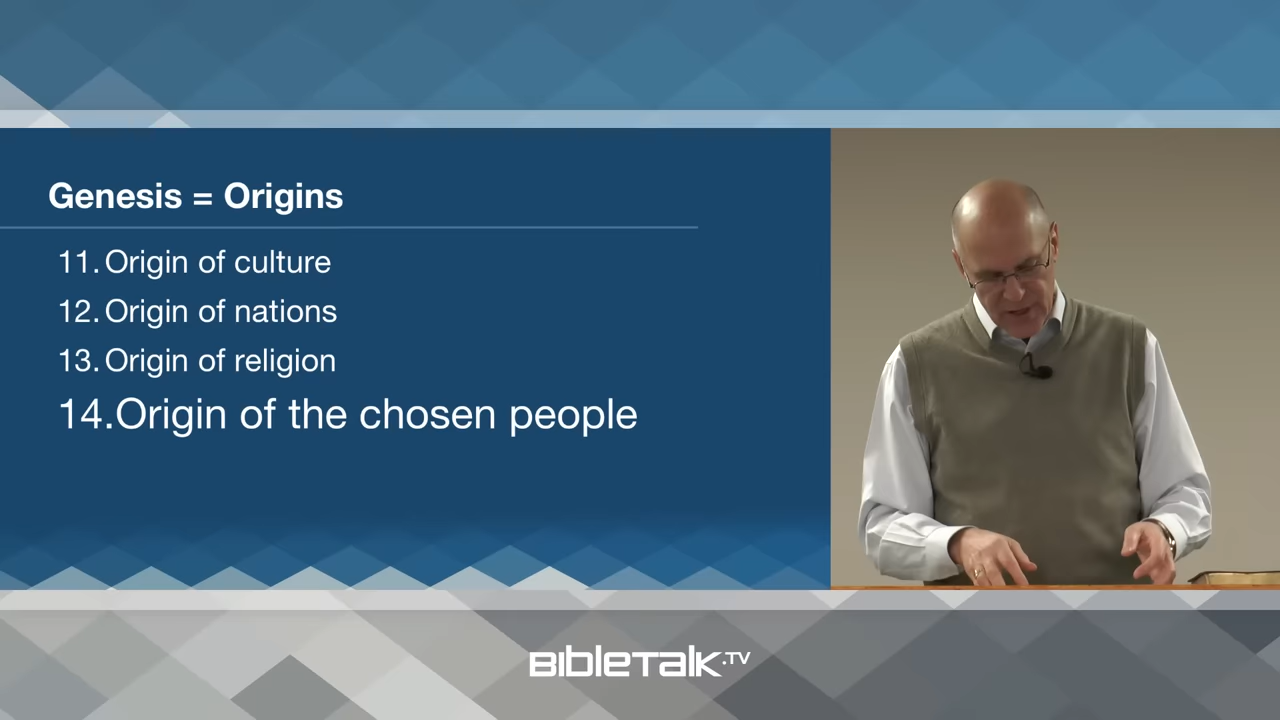 Genesis = Origins
11. Origin of culture
12. Origin of nations
13. Origin of religion
14. Origin of the chosen people
BIBLETALK.TV